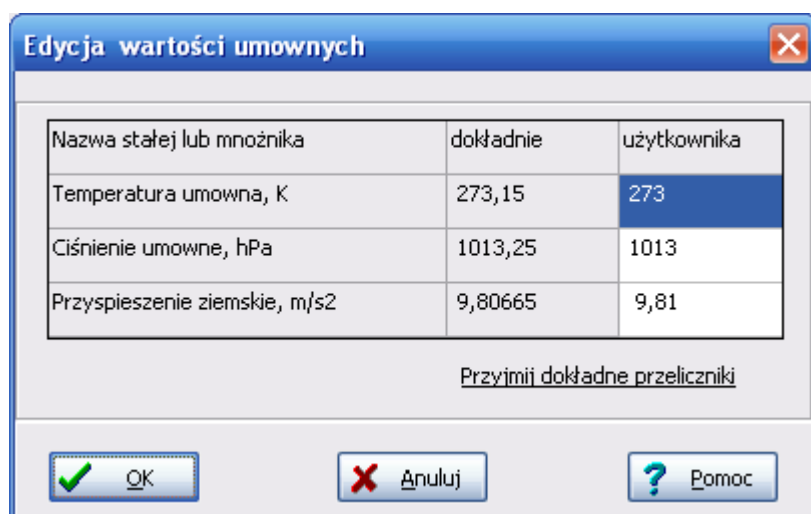 Edycja wartości umownych
Nazwa stałej lub mnożnika dokładnie użytkownika
Temperatura umowna, K 273,15 273
Ciśnienie umowne, hPa 1013,25 1013
Przyspieszenie ziemskie, m/s2 9,80665 9,81
Przyjmij dokładne przeliczniki
OK Anuluj Pomoc